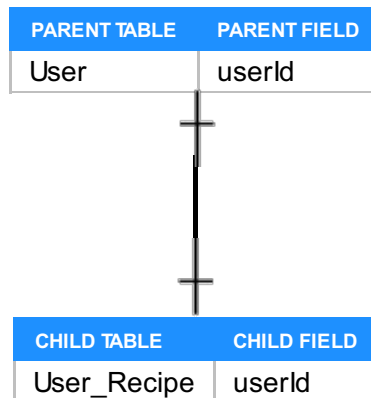 PARENT TABLE PARENT FIELD
User userId
CHILD TABLE CHILD FIELD
User_Recipe userId